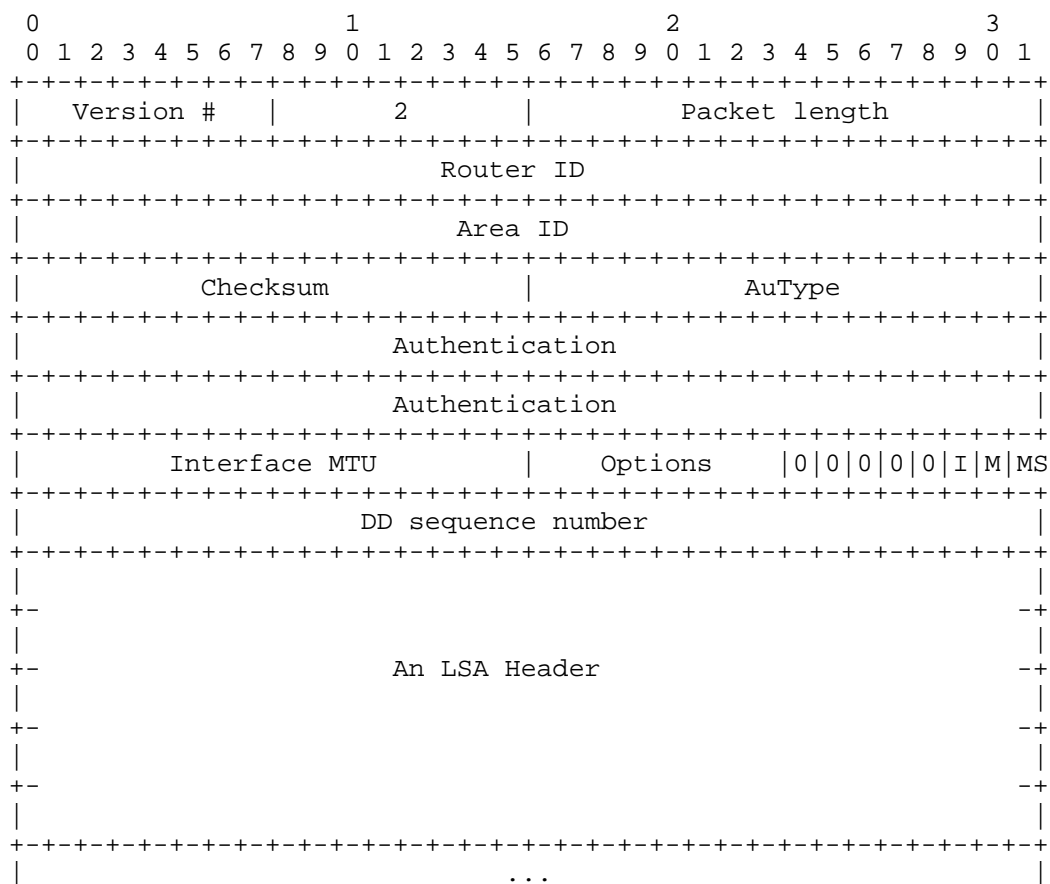 0                   1                   2                   3
 0 1 2 3 4 5 6 7 8 9 0 1 2 3 4 5 6 7 8 9 0 1 2 3 4 5 6 7 8 9 0 1
+-+-+-+-+-+-+-+-+-+-+-+-+-+-+-+-+-+-+-+-+-+-+-+-+-+-+-+-+-+-+-+-+
|   Version #   |       2       |         Packet length         |
+-+-+-+-+-+-+-+-+-+-+-+-+-+-+-+-+-+-+-+-+-+-+-+-+-+-+-+-+-+-+-+-+
|                          Router ID                            |
+-+-+-+-+-+-+-+-+-+-+-+-+-+-+-+-+-+-+-+-+-+-+-+-+-+-+-+-+-+-+-+-+
|                           Area ID                             |
+-+-+-+-+-+-+-+-+-+-+-+-+-+-+-+-+-+-+-+-+-+-+-+-+-+-+-+-+-+-+-+-+
|           Checksum            |             AuType            |
+-+-+-+-+-+-+-+-+-+-+-+-+-+-+-+-+-+-+-+-+-+-+-+-+-+-+-+-+-+-+-+-+
|                       Authentication                          |
+-+-+-+-+-+-+-+-+-+-+-+-+-+-+-+-+-+-+-+-+-+-+-+-+-+-+-+-+-+-+-+-+
|                       Authentication                          |
+-+-+-+-+-+-+-+-+-+-+-+-+-+-+-+-+-+-+-+-+-+-+-+-+-+-+-+-+-+-+-+-+
|         Interface MTU         |    Options    |0|0|0|0|0|I|M|MS
+-+-+-+-+-+-+-+-+-+-+-+-+-+-+-+-+-+-+-+-+-+-+-+-+-+-+-+-+-+-+-+-+
|                     DD sequence number                        |
+-+-+-+-+-+-+-+-+-+-+-+-+-+-+-+-+-+-+-+-+-+-+-+-+-+-+-+-+-+-+-+-+
|                                                               |
+-                                                             -+
|                                                               |
+-                      An LSA Header                          -+
|                                                               |
+-                                                             -+
|                                                               |
+-                                                             -+
|                                                               |
+-+-+-+-+-+-+-+-+-+-+-+-+-+-+-+-+-+-+-+-+-+-+-+-+-+-+-+-+-+-+-+-+
|                              ...                              |